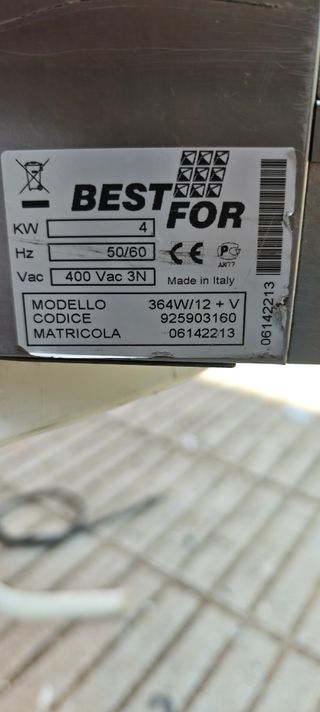 BEST FOR
KW 4
Hz 50/60
Vac 400 Vac 3N
Made in Italy
MODELLO 364W/12 + V
CODICE 925903160
MATRICOLA 06142213
06142213